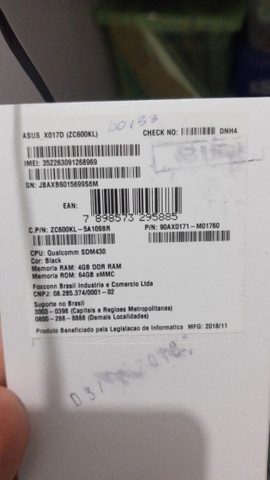 ASUS X017D (ZC600KL)
CHECK NO: DNH4
IMEI: 352263091268969
SN: JBAXB6015699S8M
EAN:
7 898573 295885
C.P/N: ZC600KL-5A109BR
P/N: 90AX0171-M01760
CPU: Qualcomm SDM430
Cor: Black
Memoria RAM: 4GB DDR RAM
Memoria ROM: 64GB eMMC
Foxconn Brasil Industria e Comercio Ltda
CNPJ: 08.285.374/0001-02
Suporte no Brasil
3003-0398 (Capitais e Regioes Metropolitanas)
0800-288-8888 (Demais Localidades)
Produto Beneficiado pela Legislacao de Informatica MFG: 2018/11